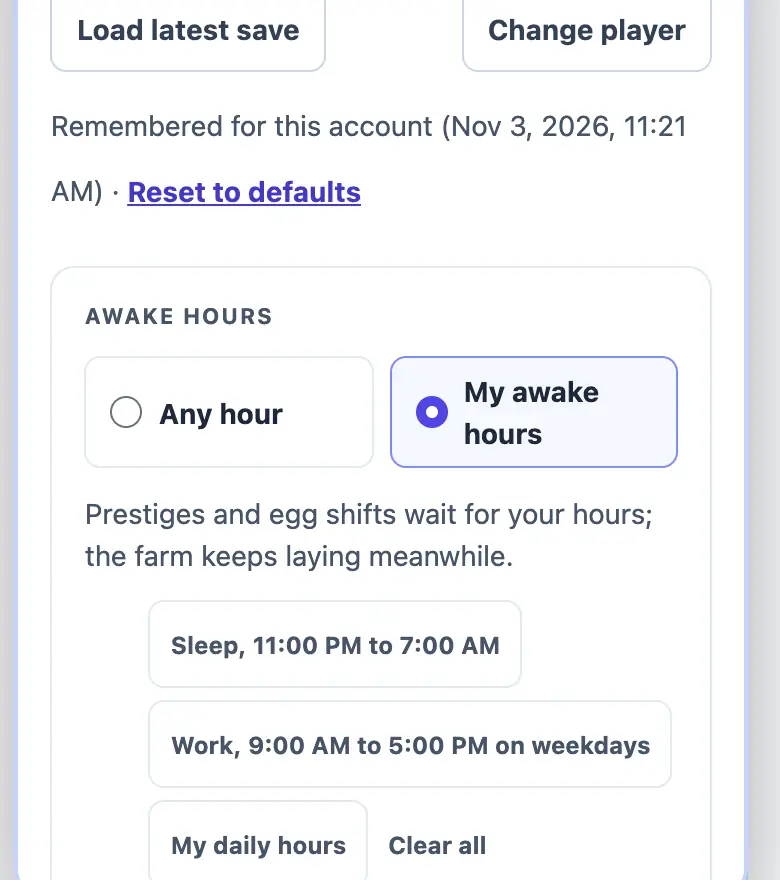 Load latest save
Change player
Remembered for this account (Nov 3, 2026, 11:21
AM) · Reset to defaults
AWAKE HOURS
Any hour
My awake
hours
Prestiges and egg shifts wait for your hours;
the farm keeps laying meanwhile.
Sleep, 11:00 PM to 7:00 AM
Work, 9:00 AM to 5:00 PM on weekdays
My daily hours
Clear all